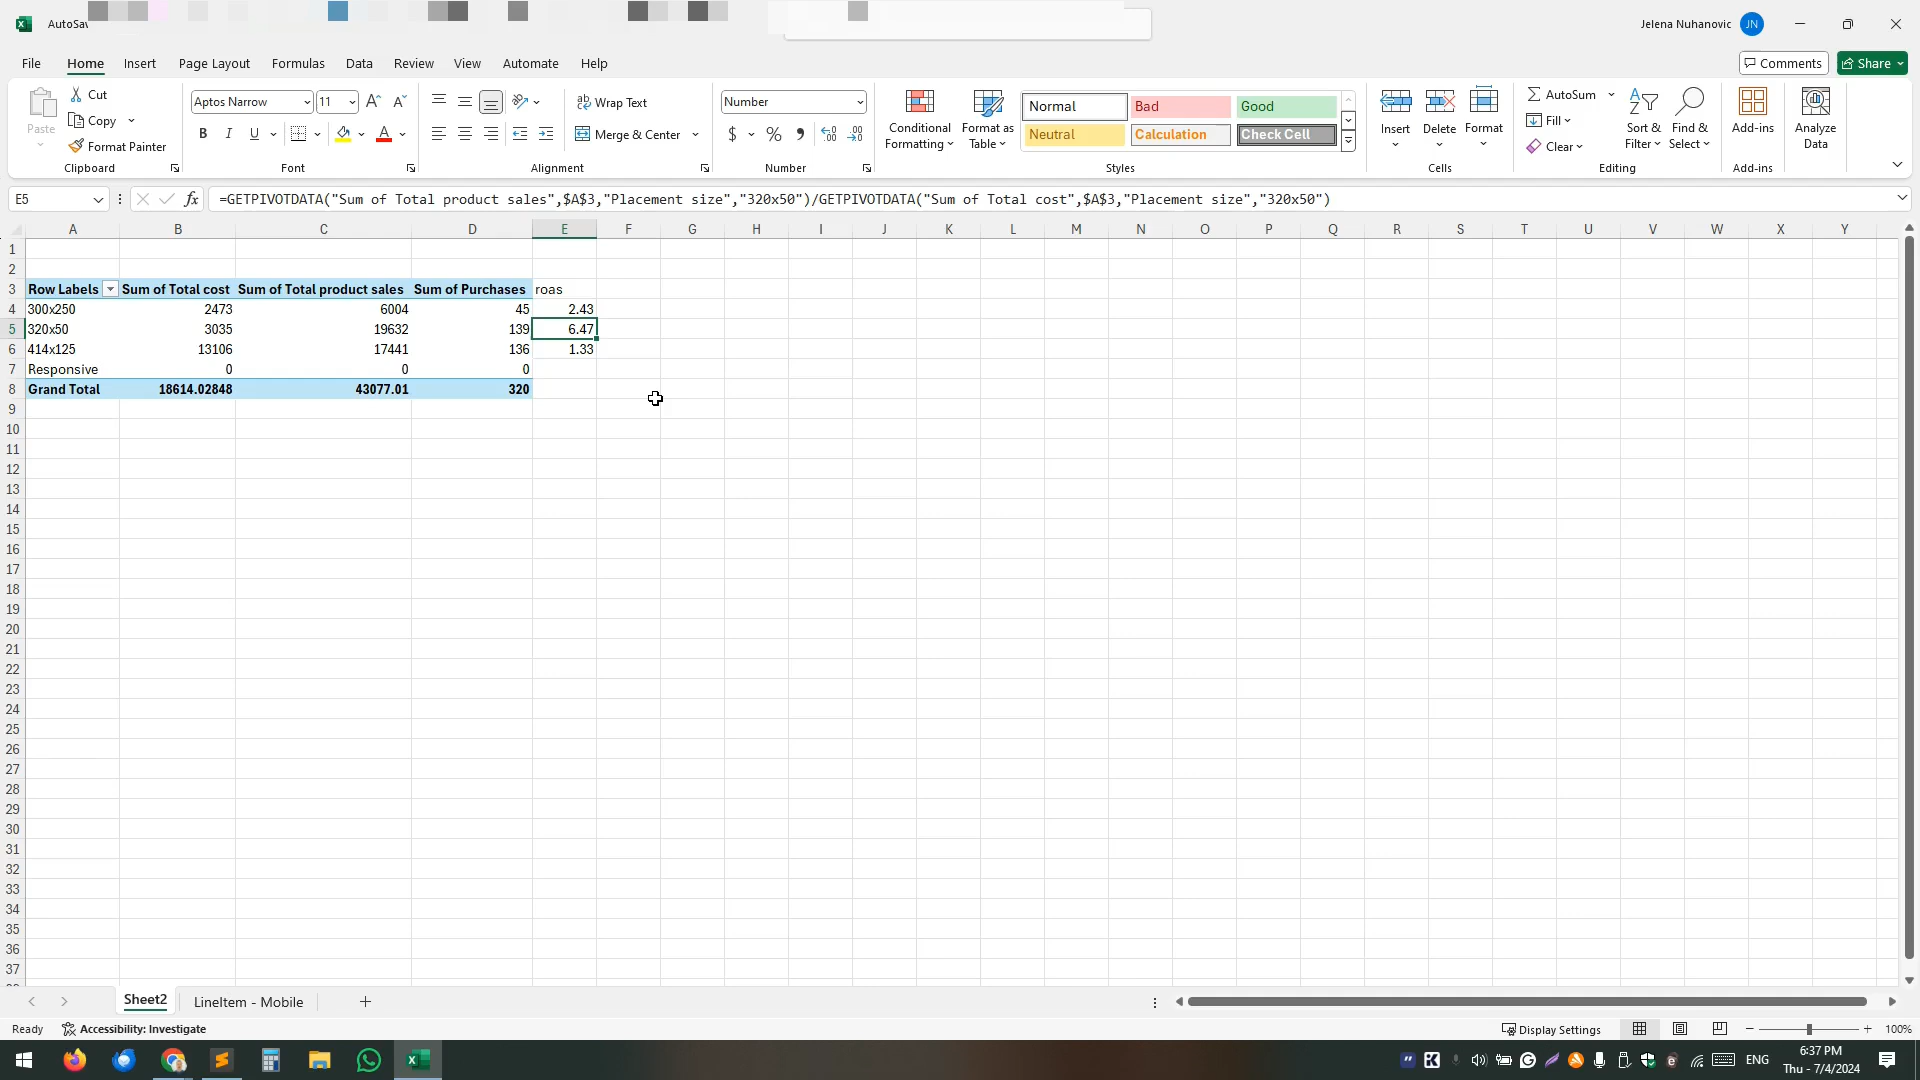 AutoSav
Jelena Nuhanovic JN
File Home Insert Page Layout Formulas Data Review View Automate Help
Comments Share
Paste Cut Copy Format Painter
Clipboard
Aptos Narrow 11
B I U A
Font
Wrap Text
Merge & Center
Alignment
Number
$ % ,
Number
Conditional Formatting
Format as Table
Normal Bad Good
Neutral Calculation Check Cell
Styles
Insert Delete Format
Cells
AutoSum
Fill
Clear
Sort & Filter
Find & Select
Editing
Add-ins
Add-ins
Analyze Data
E5
fx =GETPIVOTDATA("Sum of Total product sales",$A$3,"Placement size","320x50")/GETPIVOTDATA("Sum of Total cost",$A$3,"Placement size","320x50")
A B C D E F G H I J K L M N O P Q R S T U V W X Y
1
2
3 Row Labels Sum of Total cost Sum of Total product sales Sum of Purchases roas
4 300x250 2473 6004 45 2.43
5 320x50 3035 19632 139 6.47
6 414x125 13106 17441 136 1.33
7 Responsive 0 0 0
8 Grand Total 18614.02848 43077.01 320
9
10
11
12
13
14
15
16
17
18
19
20
21
22
23
24
25
26
27
28
29
30
31
32
33
34
35
36
37
Sheet2 LineItem - Mobile
Ready Accessibility: Investigate
Display Settings 100%
ENG
6:37 PM
Thu - 7/4/2024